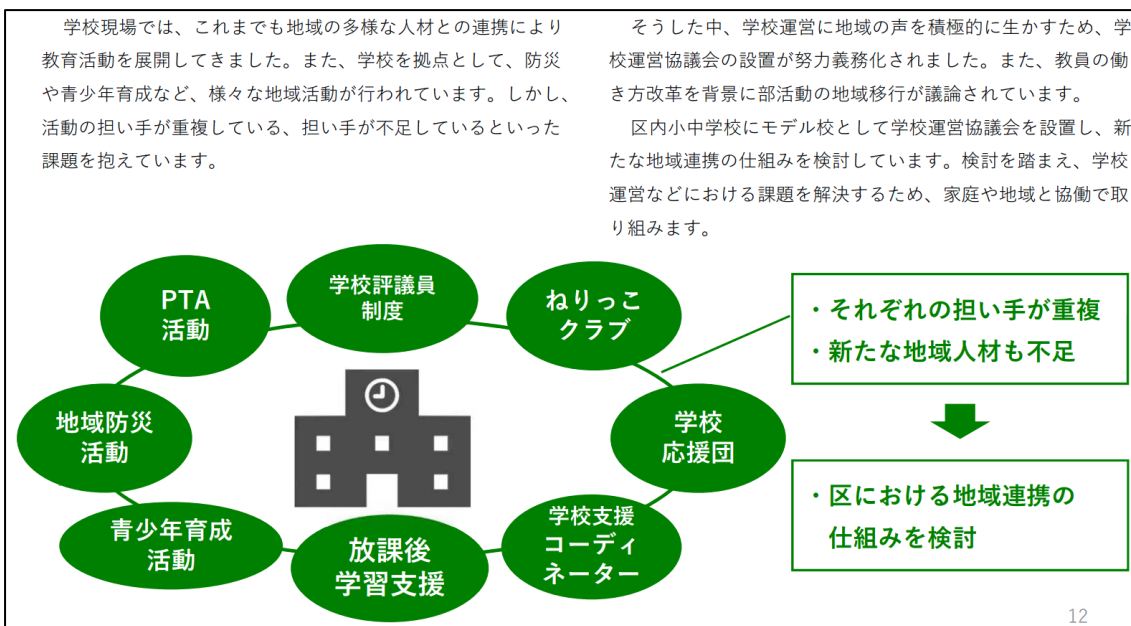 学校現場では、これまでも地域の多様な人材との連携により
教育活動を展開してきました。また、学校を拠点として、防災
や青少年育成など、様々な地域活動が行われています。しかし、
活動の担い手が重複している、担い手が不足しているといった
課題を抱えています。
そうした中、学校運営に地域の声を積極的に生かすため、学
校運営協議会の設置が努力義務化されました。また、教員の働
き方改革を背景に部活動の地域移行が議論されています。
区内小中学校にモデル校として学校運営協議会を設置し、新
たな地域連携の仕組みを検討しています。検討を踏まえ、学校
運営などにおける課題を解決するため、家庭や地域と協働で取
り組みます。
PTA
活動
学校評議員
制度
ねりっこ
クラブ
学校
応援団
学校支援
コーディ
ネーター
放課後
学習支援
青少年育成
活動
地域防災
活動
・それぞれの担い手が重複
・新たな地域人材も不足
・区における地域連携の
仕組みを検討
12